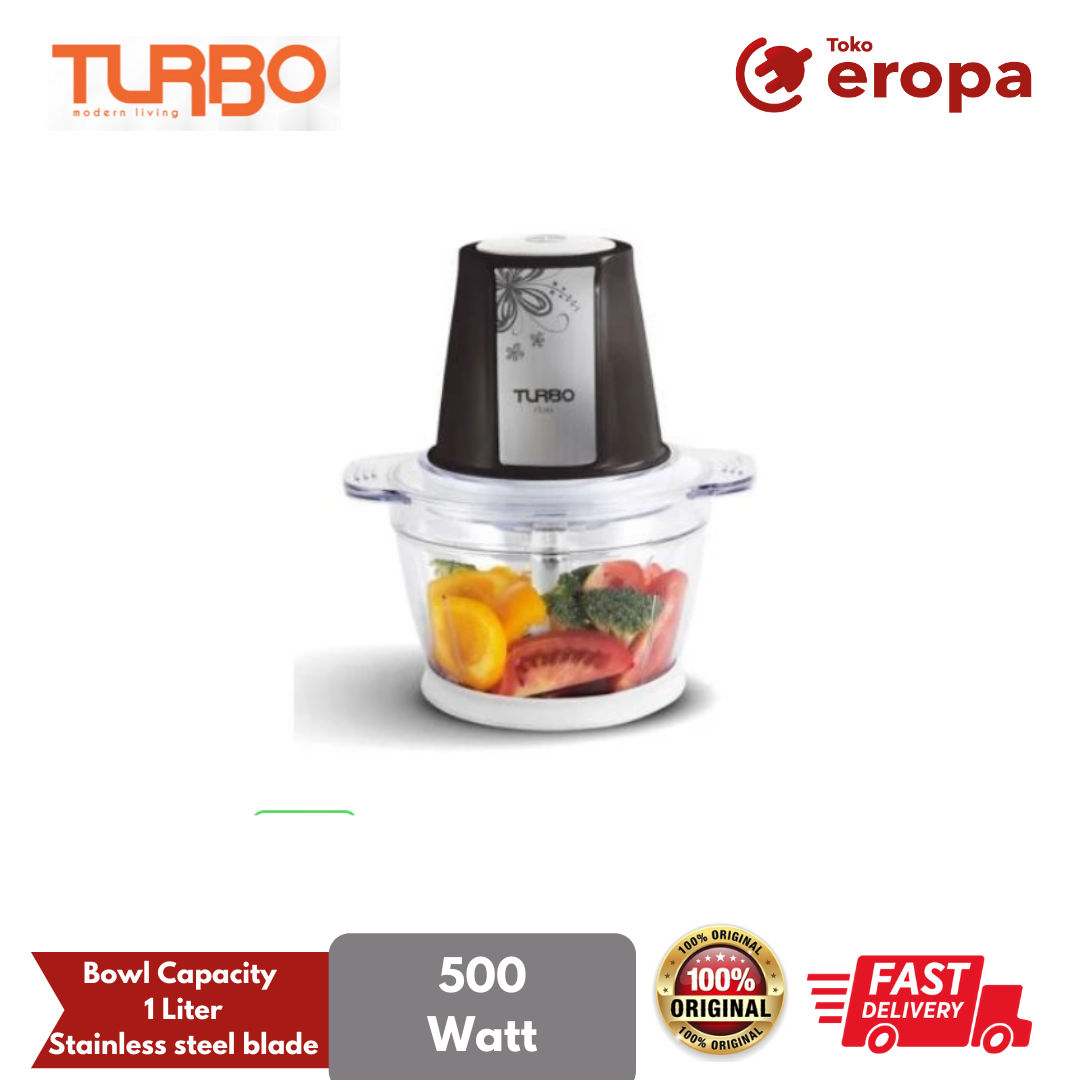 TURBO
modern living
Toko
eropa
TURBO
Bowl Capacity
1 Liter
Stainless steel blade
500
Watt
100% ORIGINAL
100%
ORIGINAL
100% ORIGINAL
FAST
DELIVERY